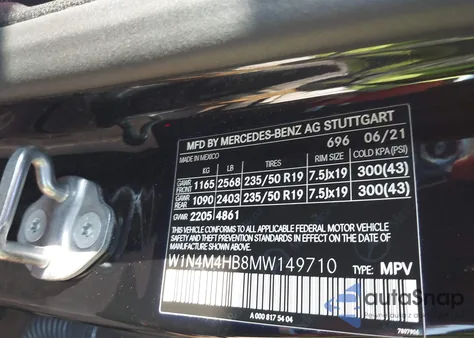 MFD BY MERCEDES-BENZ AG STUTTGART
MADE IN MEXICO 696 06/21
KG LB TIRES RIM SIZE COLD KPA(PSI)
GAWR FRONT 1165 2568 235/50 R19 7.5Jx19 300(43)
GAWR REAR 1090 2403 235/50 R19 7.5Jx19 300(43)
GVWR 2205 4861
THIS VEHICLE CONFORMS TO ALL APPLICABLE FEDERAL MOTOR VEHICLE
SAFETY AND THEFT PREVENTION STANDARDS IN EFFECT ON THE DATE OF
MANUFACTURE SHOWN ABOVE.
W1N4M4HB8MW149710 TYPE: MPV
A 000 817 54 04
7897906
autoSnap